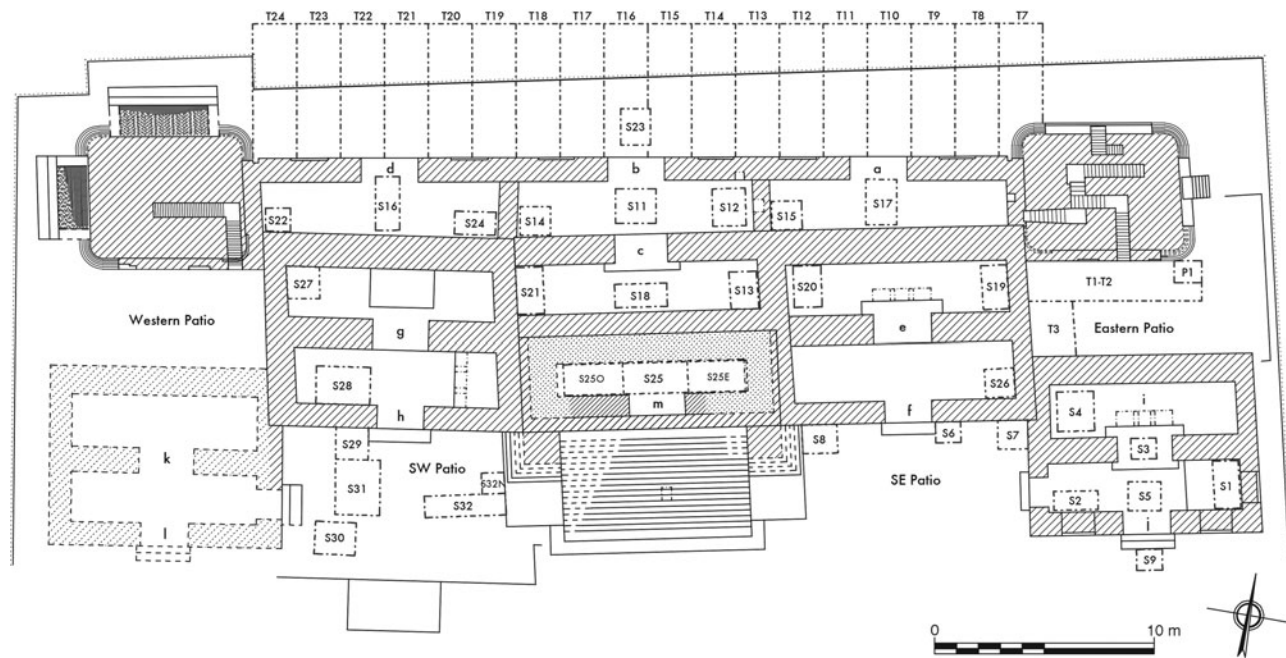 T24 T23 T22 T21 T20 T19 T18 T17 T16 T15 T14 T13 T12 T11 T10 T9 T8 T7
S23
d b a
S16 S11 S12 S17
S22 S24 S14 S15
c
S27 S21 S18 S13 S20 S19 P1
T1-T2
Western Patio g e T3 Eastern Patio
S28 S25O S25 S25E S26
m
h f S4 i
S29 S8 S6 S7 S3
k SW Patio SE Patio
S31 S32N S2 S5 S1
S32
l S30 j
S9
0 10 m